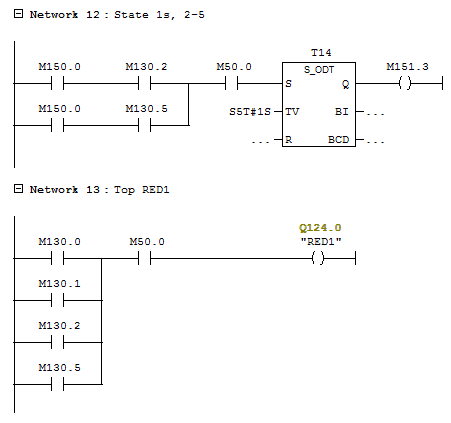 Network 12 : State 1s, 2-5
T14
M150.0 M130.2 M50.0 S_ODT M151.3
S Q
M150.0 M130.5 S5T#1S TV BI ...
... R BCD ...
Network 13 : Top RED1
Q124.0
M130.0 M50.0 "RED1"
M130.1
M130.2
M130.5